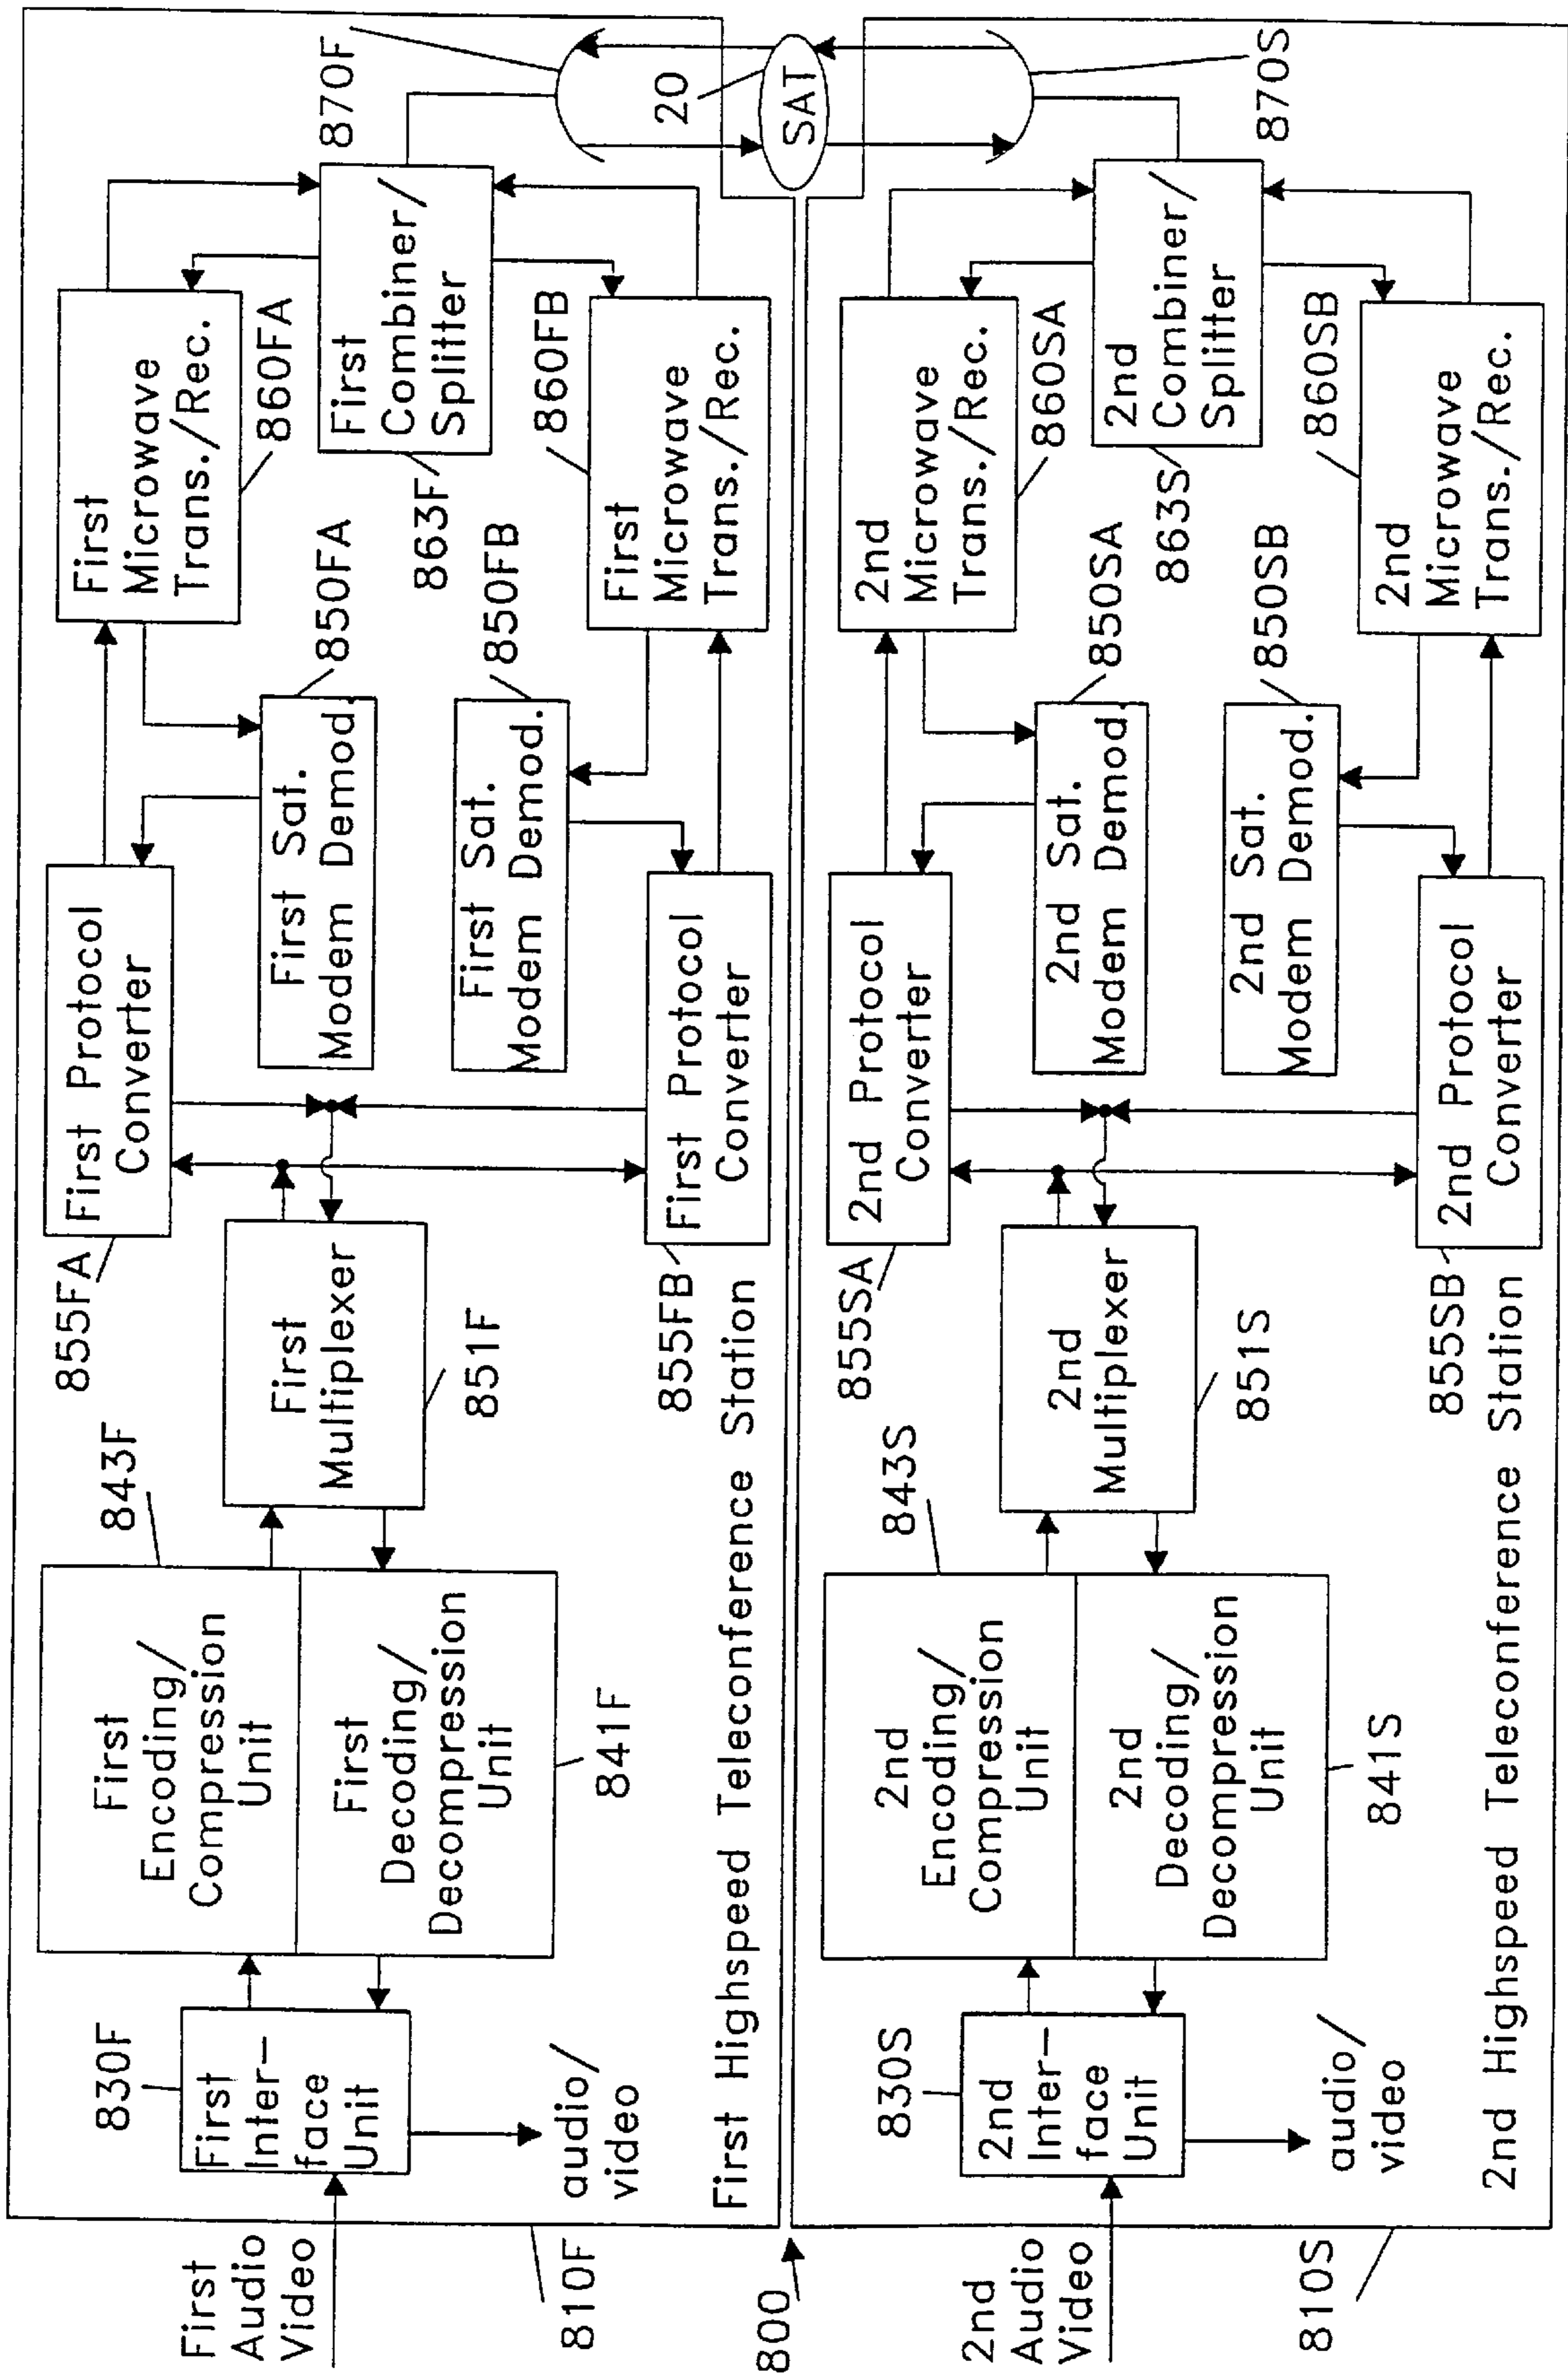 First
Audio
Video
810F
830F
First
Inter-
face
Unit
audio/
video
First
Encoding/
Compression
Unit
843F
First
Decoding/
Decompression
Unit
841F
First
Multiplexer
851F
855FA
First Protocol
Converter
855FB
First Protocol
Converter
First Sat.
Modem Demod.
850FA
First Sat.
Modem Demod.
850FB
First
Microwave
Trans./Rec.
860FA
First
Microwave
Trans./Rec.
860FB
First
Combiner/
Splitter
863F
870F
First Highspeed Teleconference Station
20
SAT
800
2nd
Audio
Video
810S
830S
2nd
Inter-
face
Unit
audio/
video
2nd
Encoding/
Compression
Unit
843S
2nd
Decoding/
Decompression
Unit
841S
2nd
Multiplexer
851S
855SA
2nd Protocol
Converter
855SB
2nd Protocol
Converter
2nd Sat.
Modem Demod.
850SA
2nd Sat.
Modem Demod.
850SB
2nd
Microwave
Trans./Rec.
860SA
2nd
Microwave
Trans./Rec.
860SB
2nd
Combiner/
Splitter
863S
870S
2nd Highspeed Teleconference Station